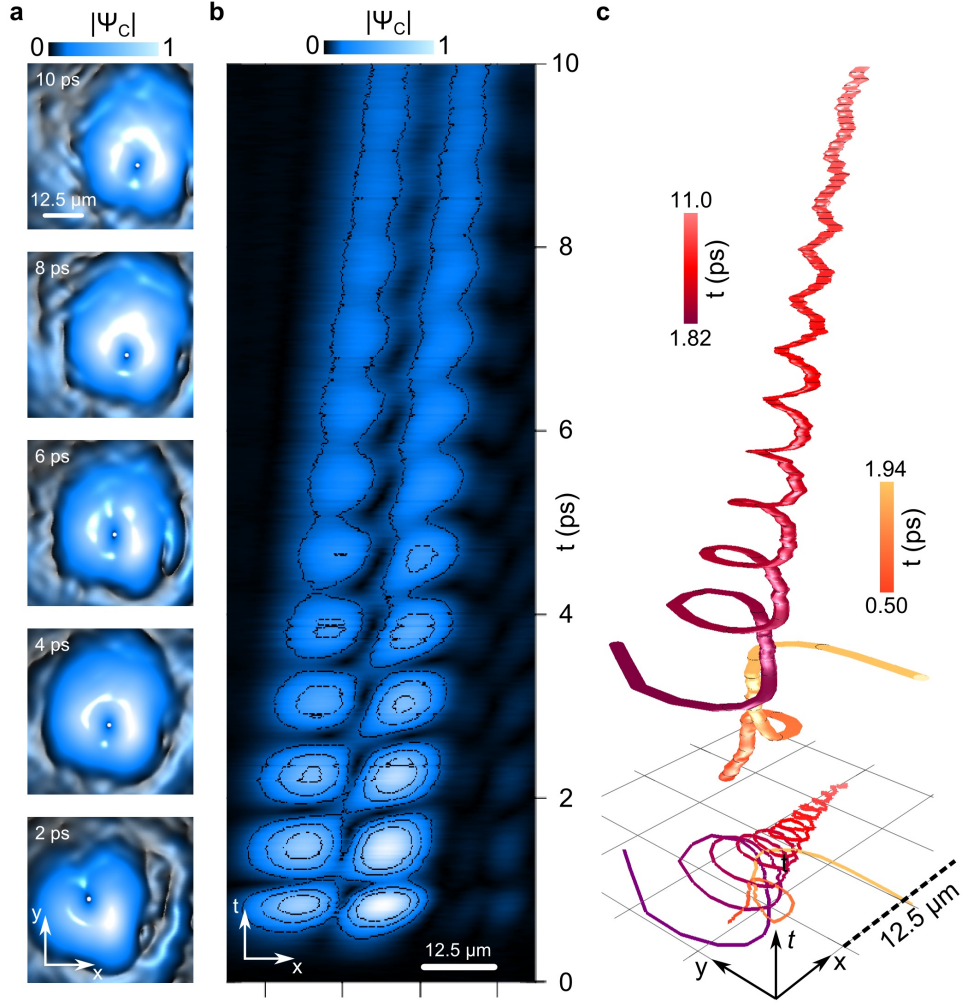 a
|Ψ_C|
0 1
10 ps
12.5 μm
8 ps
6 ps
4 ps
2 ps
y
x
b
|Ψ_C|
0 1
10
8
6
4
2
0
t (ps)
t
x
12.5 μm
c
11.0
t (ps)
1.82
1.94
t (ps)
0.50
12.5 μm
y
t
x